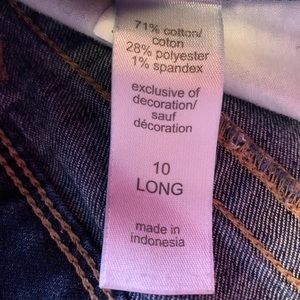 71% cotton/
coton
28% polyester
1% spandex
exclusive of
decoration/
sauf
décoration
10
LONG
made in
indonesia